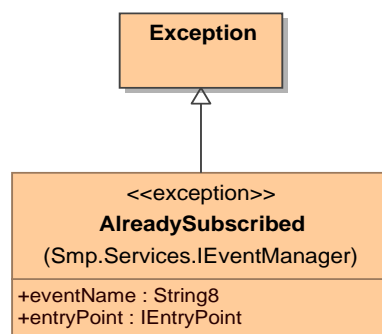 Exception
<<exception>>
AlreadySubscribed
(Smp.Services.IEventManager)
+eventName : String8
+entryPoint : IEntryPoint